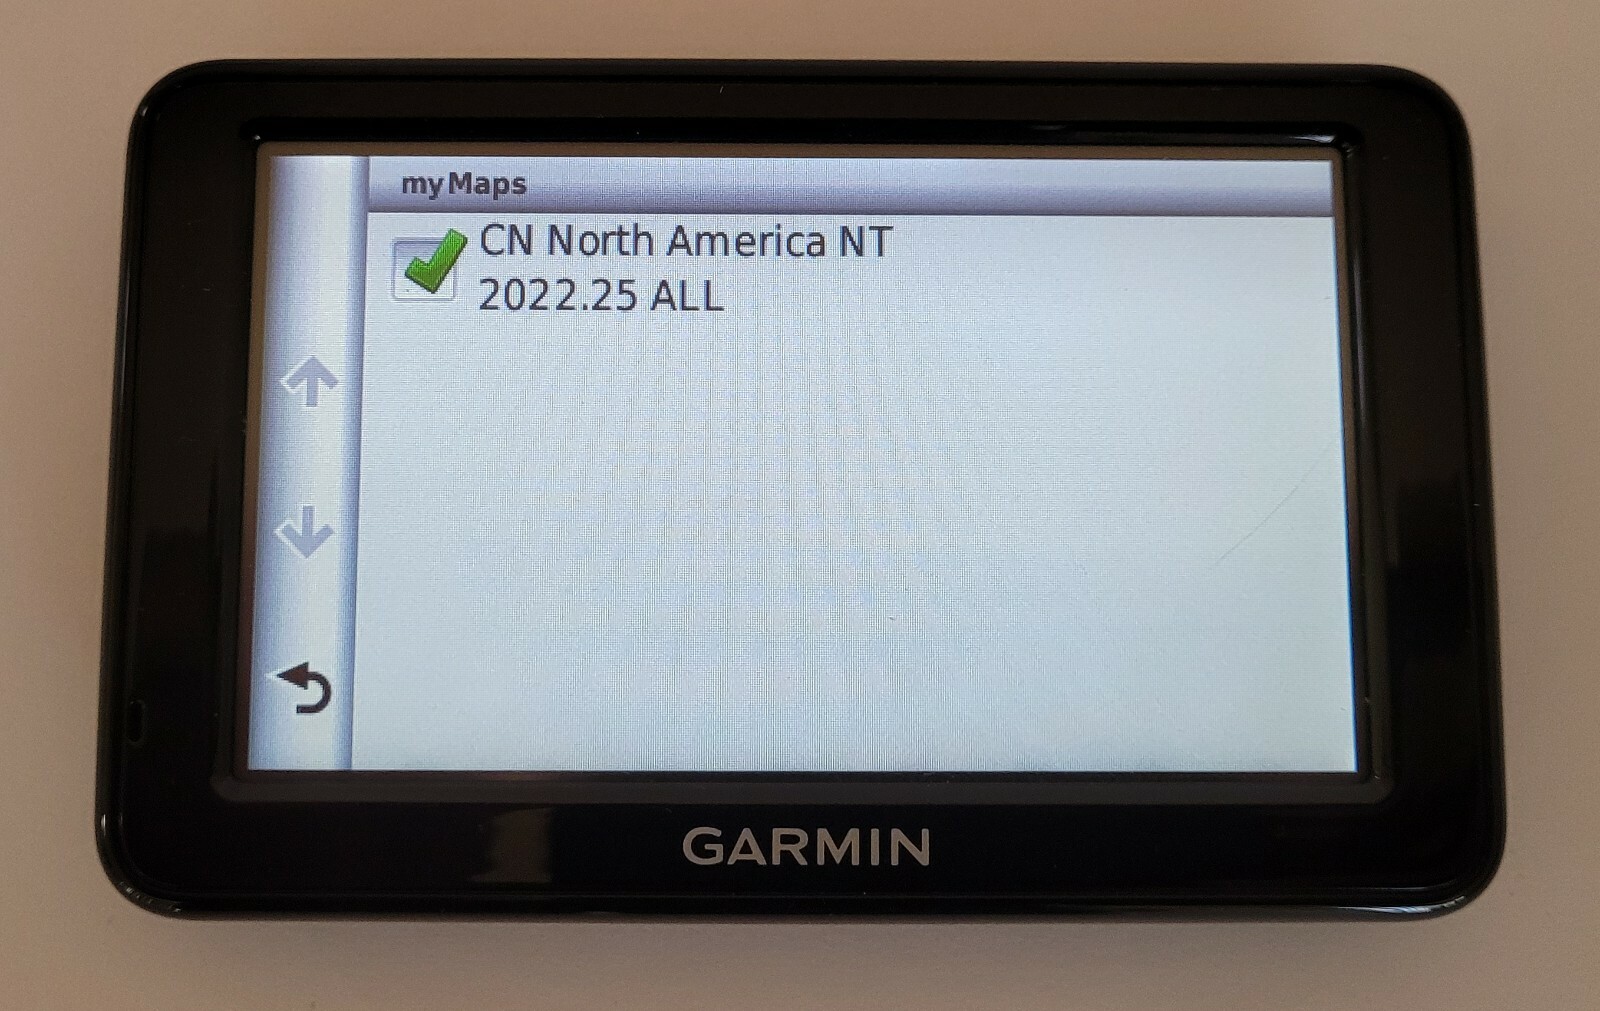 myMaps
CN North America NT
2022.25 ALL
GARMIN